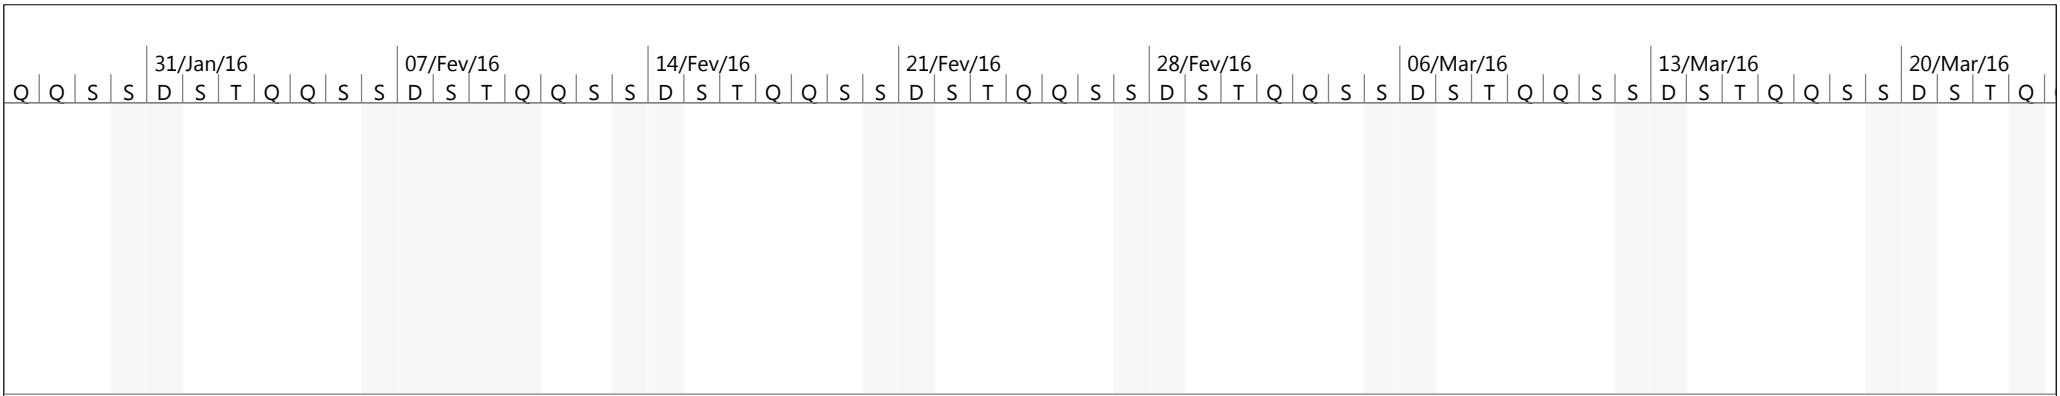 31/Jan/16 07/Fev/16 14/Fev/16 21/Fev/16 28/Fev/16 06/Mar/16 13/Mar/16 20/Mar/16
Q Q S S D S T Q Q S S D S T Q Q S S D S T Q Q S S D S T Q Q S S D S T Q Q S S D S T Q Q S S D S T Q Q S S D S T Q